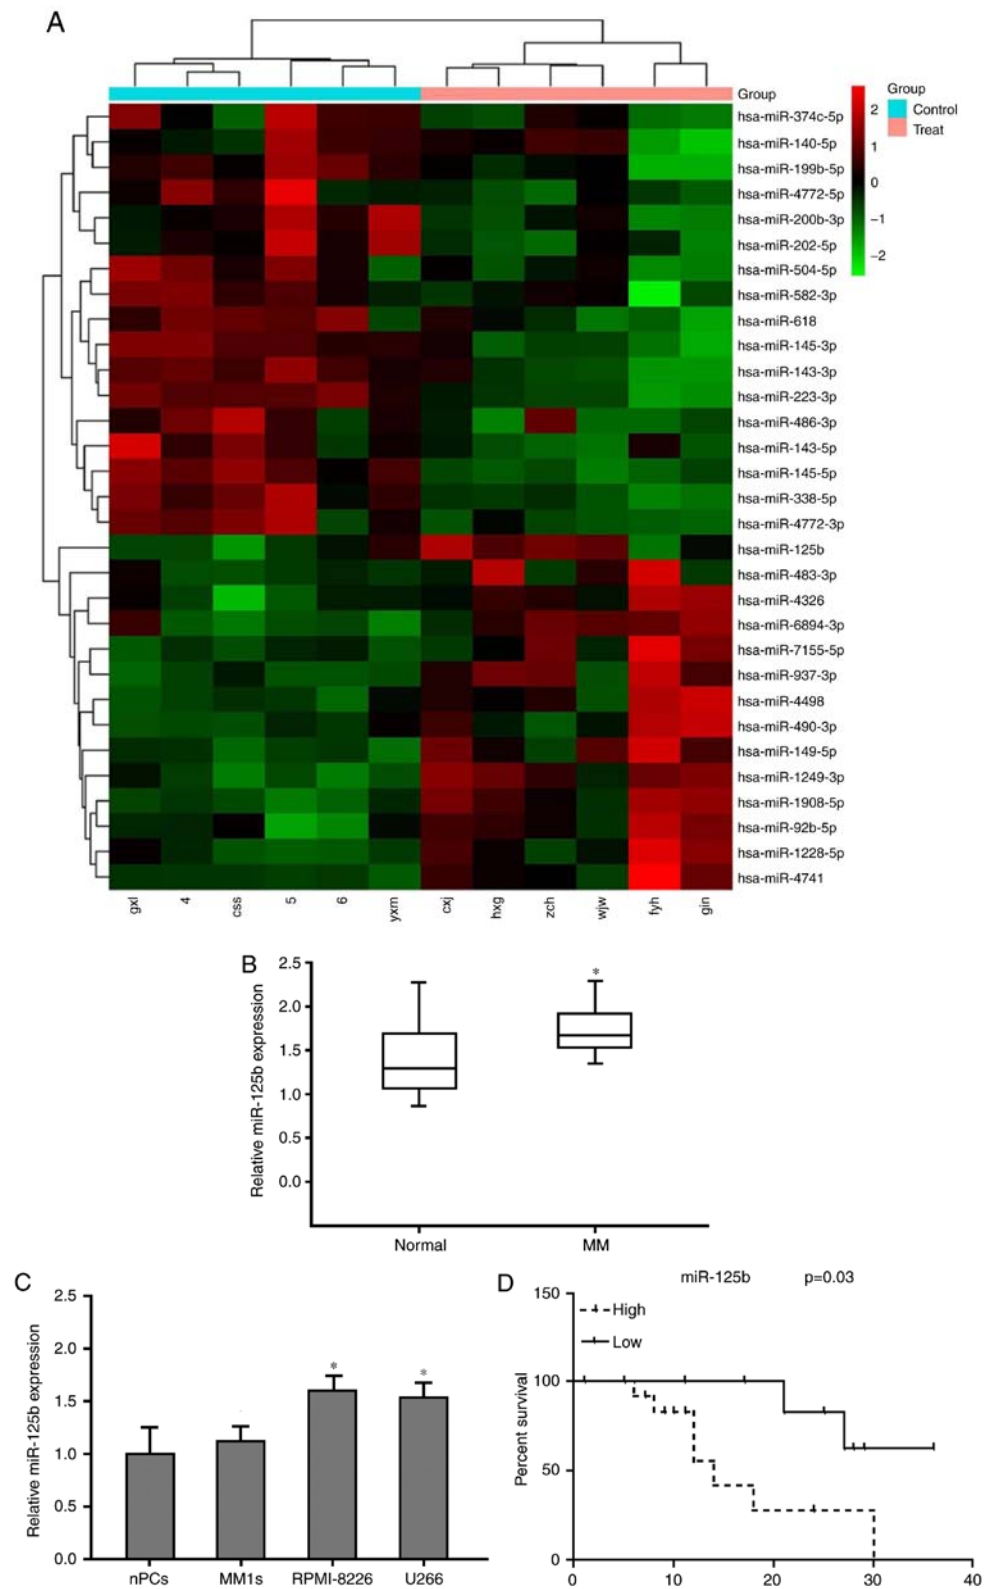 A
Group
hsa-miR-374c-5p
hsa-miR-140-5p
hsa-miR-199b-5p
hsa-miR-4772-5p
hsa-miR-200b-3p
hsa-miR-202-5p
hsa-miR-504-5p
hsa-miR-582-3p
hsa-miR-618
hsa-miR-145-3p
hsa-miR-143-3p
hsa-miR-223-3p
hsa-miR-486-3p
hsa-miR-143-5p
hsa-miR-145-5p
hsa-miR-338-5p
hsa-miR-4772-3p
hsa-miR-125b
hsa-miR-483-3p
hsa-miR-4326
hsa-miR-6894-3p
hsa-miR-7155-5p
hsa-miR-937-3p
hsa-miR-4498
hsa-miR-490-3p
hsa-miR-149-5p
hsa-miR-1249-3p
hsa-miR-1908-5p
hsa-miR-92b-5p
hsa-miR-1228-5p
hsa-miR-4741
2
1
0
−1
−2
Group
Control
Treat
gxl 4 css 5 6 yxm cxj hxg zch wjw fyh gin
B
Relative miR-125b expression
2.5
2.0
1.5
1.0
0.5
0.0
*
Normal MM
C
Relative miR-125b expression
2.5
2.0
1.5
1.0
0.5
0.0
* *
nPCs MM1s RPMI-8226 U266
D
miR-125b p=0.03
High
Low
Percent survival
150
100
50
0
0 10 20 30 40